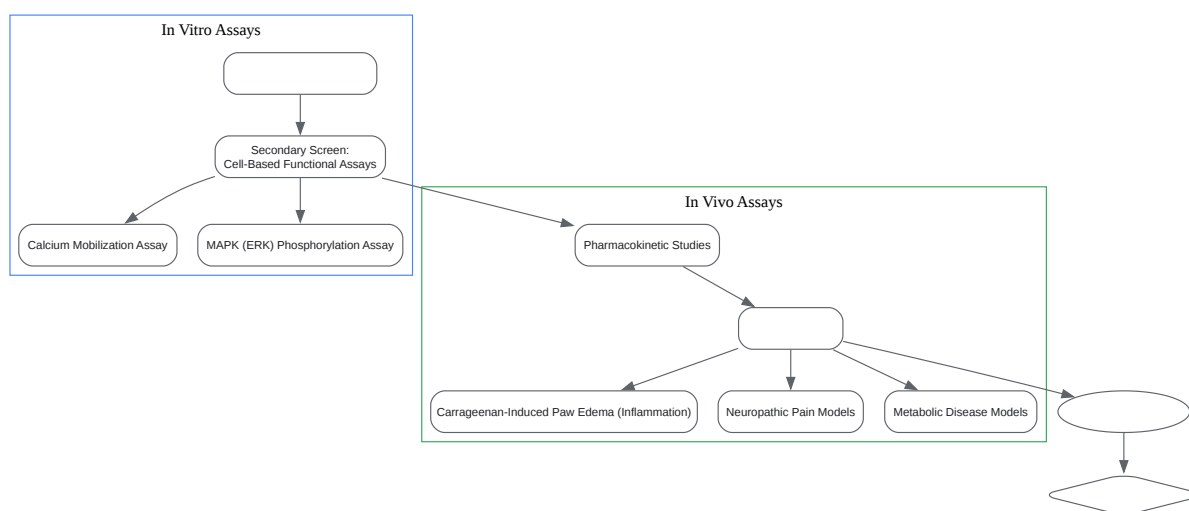 In Vitro Assays
Secondary Screen:
Cell-Based Functional Assays
Calcium Mobilization Assay
MAPK (ERK) Phosphorylation Assay
In Vivo Assays
Pharmacokinetic Studies
Carrageenan-Induced Paw Edema (Inflammation)
Neuropathic Pain Models
Metabolic Disease Models